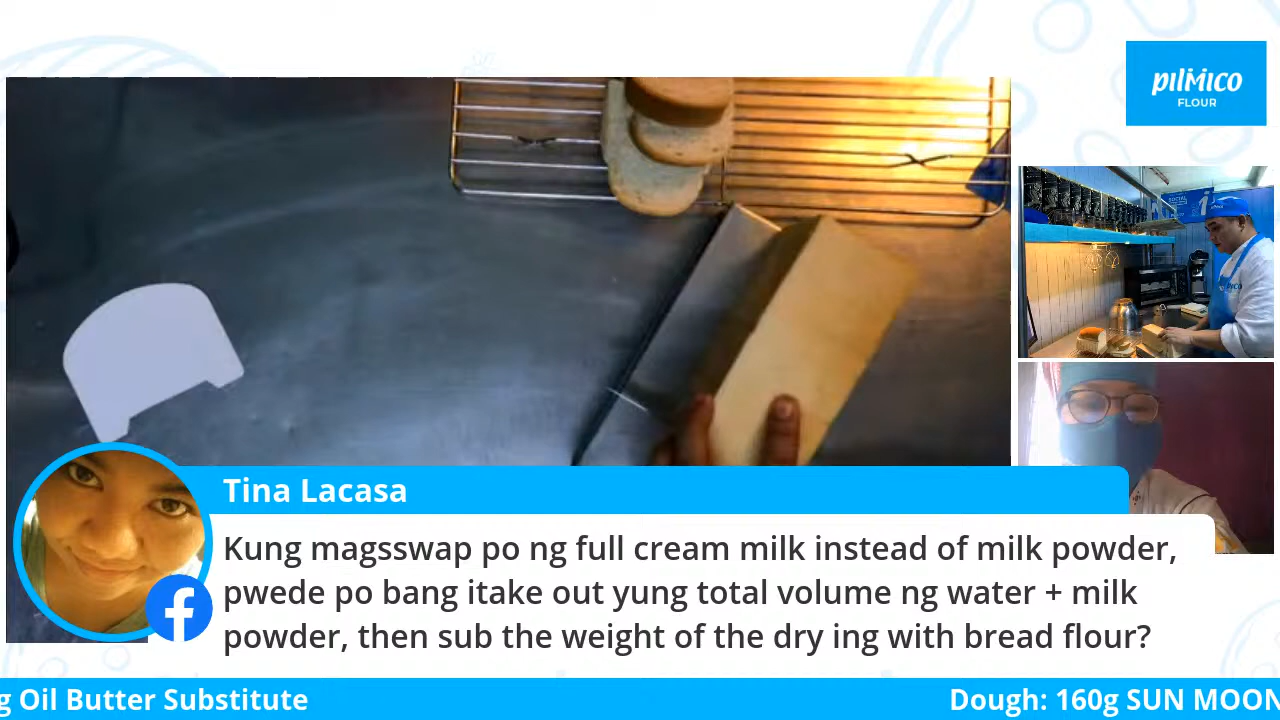 PILMICO
FLOUR
SOCIAL
Tina Lacasa
Kung magsswap po ng full cream milk instead of milk powder,
pwede po bang itake out yung total volume ng water + milk
powder, then sub the weight of the dry ing with bread flour?
g Oil Butter Substitute
Dough: 160g SUN MOON